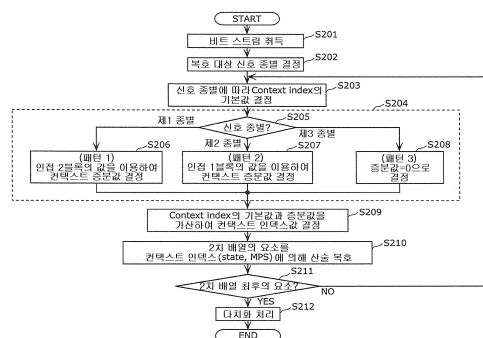 START
S201
비트 스트림 취득
S202
복호 대상 신호 종별 결정
S203
신호 종별에 따라 Context index의
기본값 결정
S204
S205
신호 종별?
제1 종별
제2 종별
제3 종별
S206
(패턴 1)
인접 2블록의 값을 이용하여
컨택스트 증분값 결정
S207
(패턴 2)
인접 1블록의 값을 이용하여
컨택스트 증분값 결정
S208
(패턴 3)
증분값=0으로
결정
S209
Context index의 기본값과 증분값을
가산하여 컨택스트 인덱스값 결정
S210
2치 배열의 요소를
컨택스트 인덱스(state, MPS)에 의해 산술 복호
S211
2치 배열 최후의 요소?
NO
YES
S212
다치화 처리
END